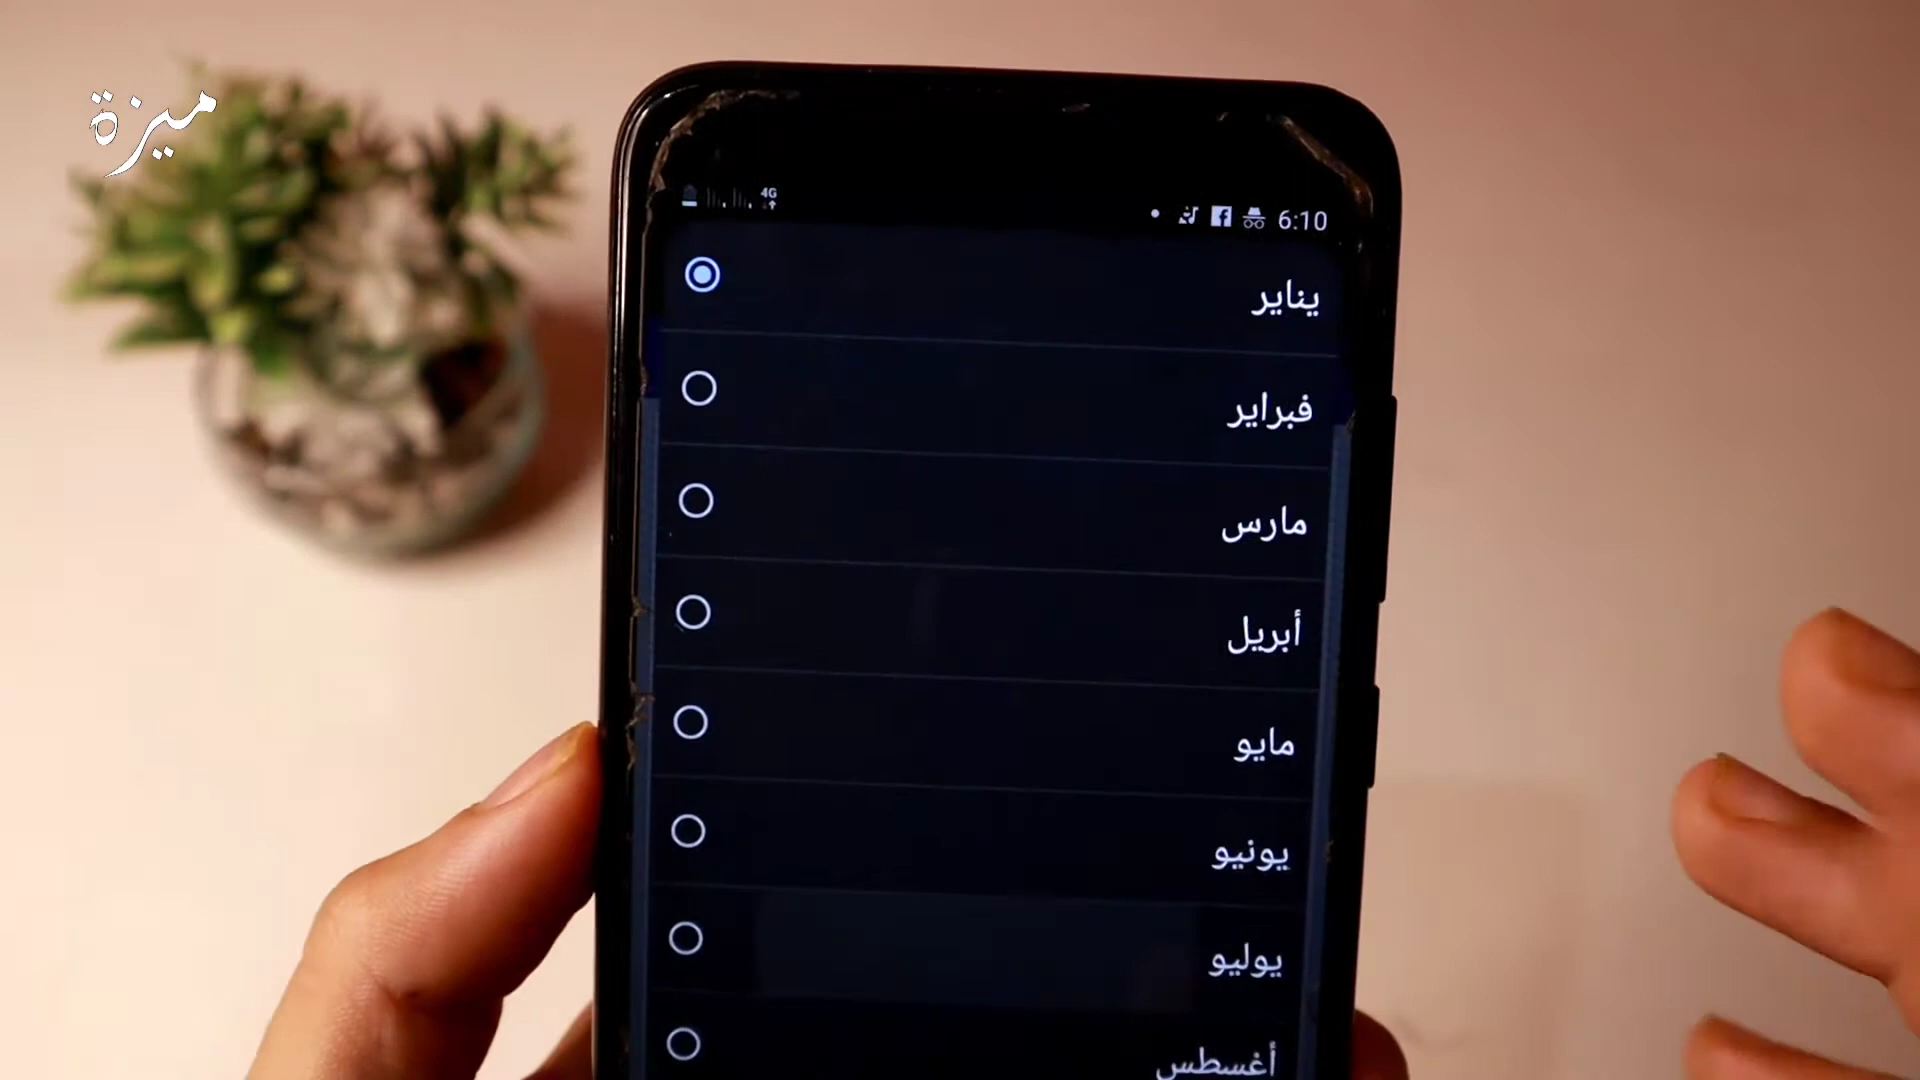 ميزة
4G
6:10
يناير
فبراير
مارس
أبريل
مايو
يونيو
يوليو
أغسطس